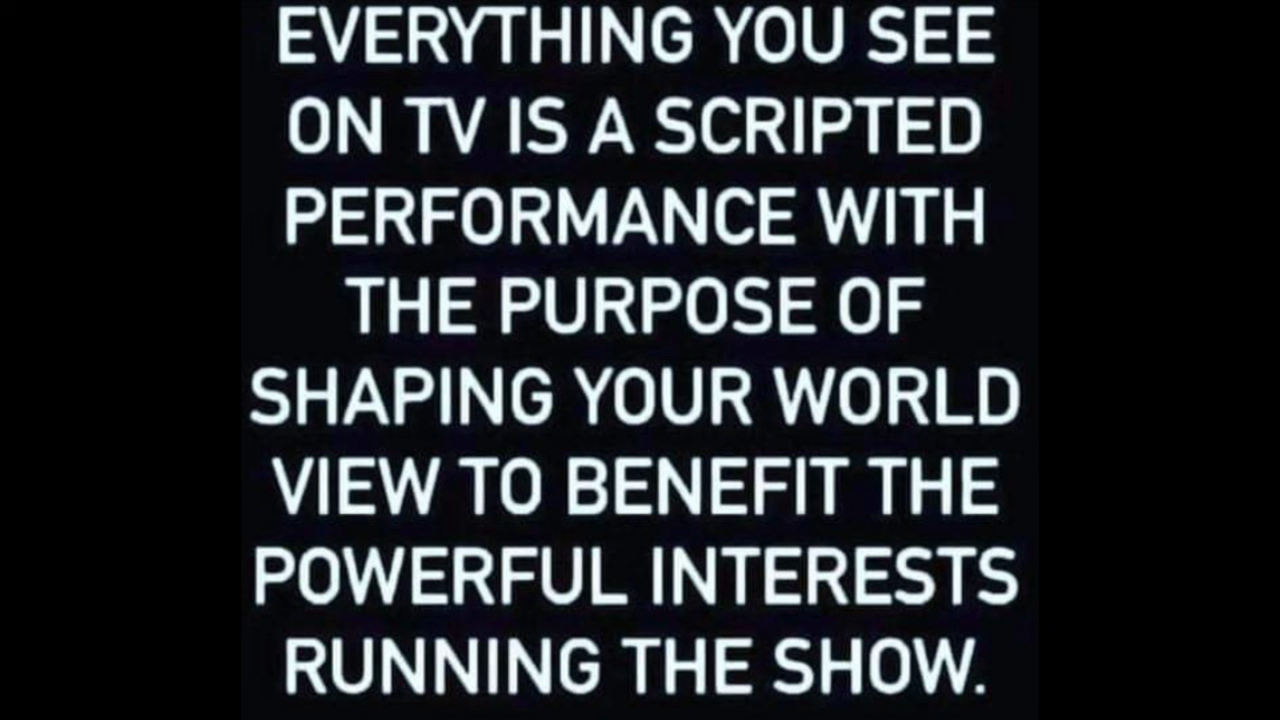 EVERYTHING YOU SEE
ON TV IS A SCRIPTED
PERFORMANCE WITH
THE PURPOSE OF
SHAPING YOUR WORLD
VIEW TO BENEFIT THE
POWERFUL INTERESTS
RUNNING THE SHOW.